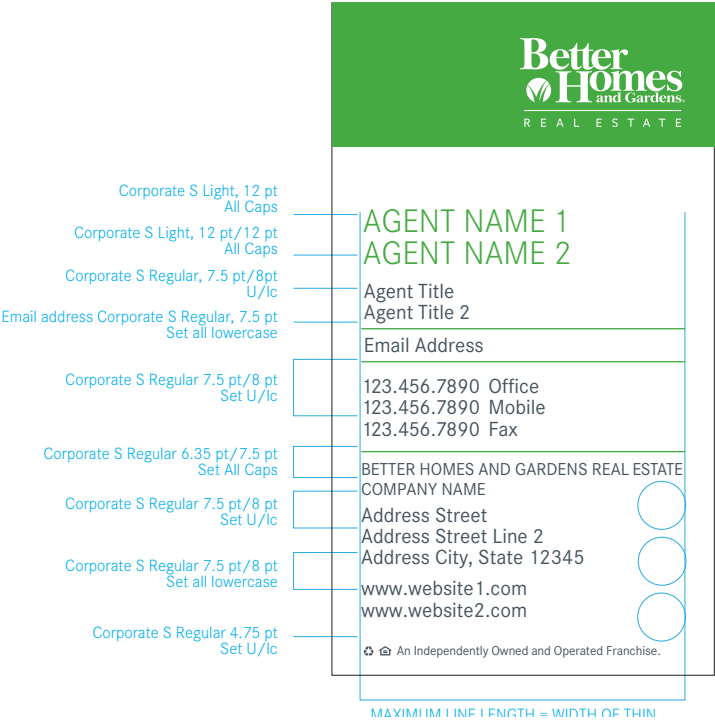 Better
Homes
and Gardens®
REAL ESTATE
Corporate S Light, 12 pt
All Caps
Corporate S Light, 12 pt/12 pt
All Caps
Corporate S Regular, 7.5 pt/8pt
U/lc
Email address Corporate S Regular, 7.5 pt
Set all lowercase
Corporate S Regular 7.5 pt/8 pt
Set U/lc
Corporate S Regular 6.35 pt/7.5 pt
Set All Caps
Corporate S Regular 7.5 pt/8 pt
Set U/lc
Corporate S Regular 7.5 pt/8 pt
Set all lowercase
Corporate S Regular 4.75 pt
Set U/lc
AGENT NAME 1
AGENT NAME 2
Agent Title
Agent Title 2
Email Address
123.456.7890 Office
123.456.7890 Mobile
123.456.7890 Fax
BETTER HOMES AND GARDENS REAL ESTATE
COMPANY NAME
Address Street
Address Street Line 2
Address City, State 12345
www.website1.com
www.website2.com
An Independently Owned and Operated Franchise.
MAXIMUM LINE LENGTH = WIDTH OF THIN